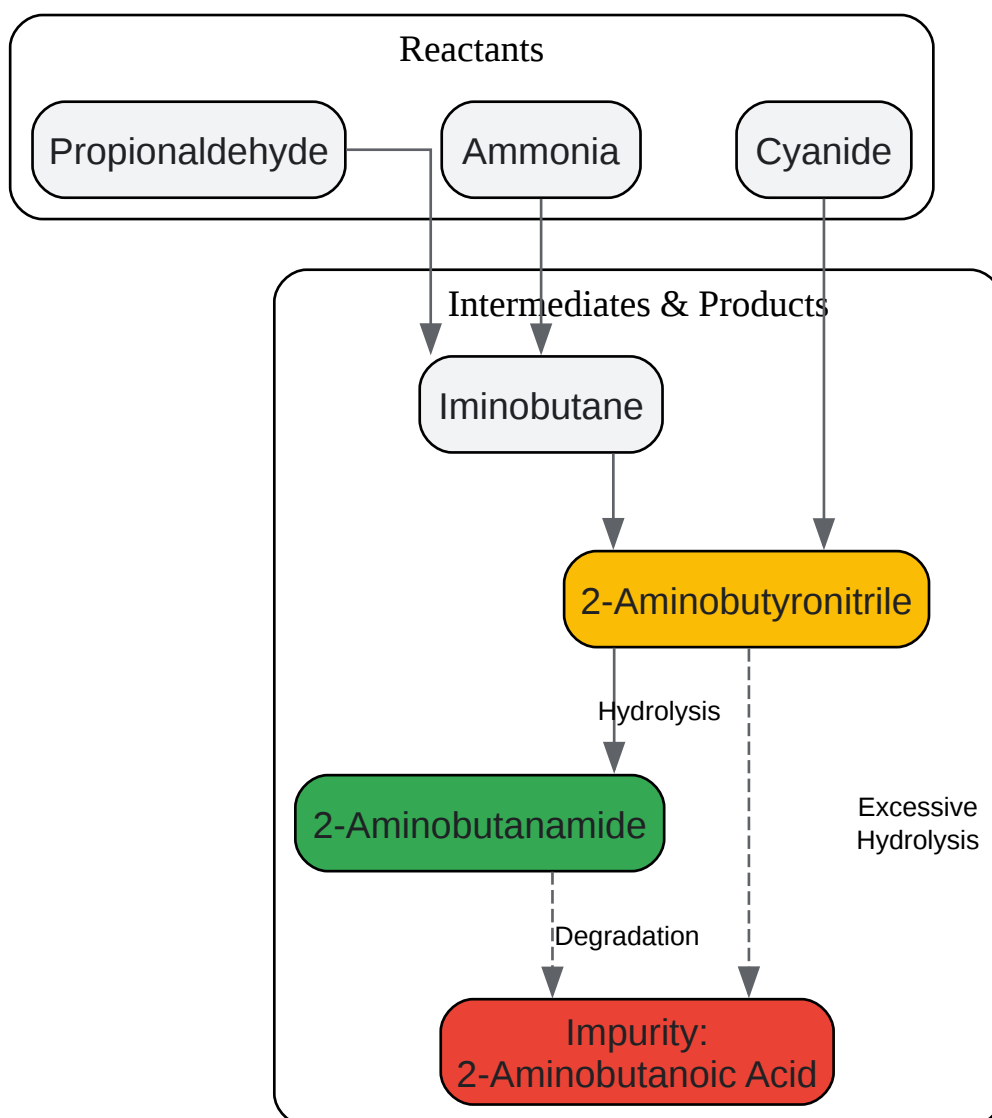 Reactants
Propionaldehyde
Ammonia
Cyanide
Intermediates & Products
Iminobutane
2-Aminobutyronitrile
Hydrolysis
2-Aminobutanamide
Excessive
Hydrolysis
Degradation
Impurity:
2-Aminobutanoic Acid